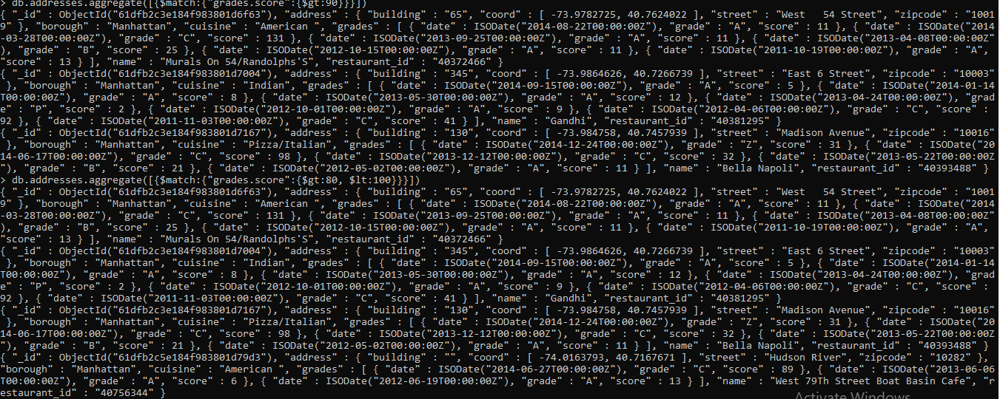 > db.addresses.aggregate([{$match:{"grades.score":{$gt:90}}}])
{ "_id" : ObjectId("61dfb2c3e184f983801d6f63"), "address" : { "building" : "65", "coord" : [ -73.9782725, 40.7624022 ], "street" : "West   54 Street", "zipcode" : "1001
9" }, "borough" : "Manhattan", "cuisine" : "American ", "grades" : [ { "date" : ISODate("2014-08-22T00:00:00Z"), "grade" : "A", "score" : 11 }, { "date" : ISODate("2014
-03-28T00:00:00Z"), "grade" : "C", "score" : 131 }, { "date" : ISODate("2013-09-25T00:00:00Z"), "grade" : "A", "score" : 11 }, { "date" : ISODate("2013-04-08T00:00:00Z"
), "grade" : "B", "score" : 25 }, { "date" : ISODate("2012-10-15T00:00:00Z"), "grade" : "A", "score" : 11 }, { "date" : ISODate("2011-10-19T00:00:00Z"), "grade" : "A",
"score" : 13 } ], "name" : "Murals On 54/Randolphs'S", "restaurant_id" : "40372466" }
{ "_id" : ObjectId("61dfb2c3e184f983801d7004"), "address" : { "building" : "345", "coord" : [ -73.9864626, 40.7266739 ], "street" : "East 6 Street", "zipcode" : "10003"
 }, "borough" : "Manhattan", "cuisine" : "Indian", "grades" : [ { "date" : ISODate("2014-09-15T00:00:00Z"), "grade" : "A", "score" : 5 }, { "date" : ISODate("2014-01-14
T00:00:00Z"), "grade" : "A", "score" : 8 }, { "date" : ISODate("2013-05-30T00:00:00Z"), "grade" : "A", "score" : 12 }, { "date" : ISODate("2013-04-24T00:00:00Z"), "grad
e" : "P", "score" : 2 }, { "date" : ISODate("2012-10-01T00:00:00Z"), "grade" : "A", "score" : 9 }, { "date" : ISODate("2012-04-06T00:00:00Z"), "grade" : "C", "score" :
92 }, { "date" : ISODate("2011-11-03T00:00:00Z"), "grade" : "C", "score" : 41 } ], "name" : "Gandhi", "restaurant_id" : "40381295" }
{ "_id" : ObjectId("61dfb2c3e184f983801d7167"), "address" : { "building" : "130", "coord" : [ -73.984758, 40.7457939 ], "street" : "Madison Avenue", "zipcode" : "10016"
 }, "borough" : "Manhattan", "cuisine" : "Pizza/Italian", "grades" : [ { "date" : ISODate("2014-12-24T00:00:00Z"), "grade" : "Z", "score" : 31 }, { "date" : ISODate("20
14-06-17T00:00:00Z"), "grade" : "C", "score" : 98 }, { "date" : ISODate("2013-12-12T00:00:00Z"), "grade" : "C", "score" : 32 }, { "date" : ISODate("2013-05-22T00:00:00Z
"), "grade" : "B", "score" : 21 }, { "date" : ISODate("2012-05-02T00:00:00Z"), "grade" : "A", "score" : 11 } ], "name" : "Bella Napoli", "restaurant_id" : "40393488" }
> db.addresses.aggregate([{$match:{"grades.score":{$gt:80, $lt:100}}}])
{ "_id" : ObjectId("61dfb2c3e184f983801d6f63"), "address" : { "building" : "65", "coord" : [ -73.9782725, 40.7624022 ], "street" : "West   54 Street", "zipcode" : "1001
9" }, "borough" : "Manhattan", "cuisine" : "American ", "grades" : [ { "date" : ISODate("2014-08-22T00:00:00Z"), "grade" : "A", "score" : 11 }, { "date" : ISODate("2014
-03-28T00:00:00Z"), "grade" : "C", "score" : 131 }, { "date" : ISODate("2013-09-25T00:00:00Z"), "grade" : "A", "score" : 11 }, { "date" : ISODate("2013-04-08T00:00:00Z"
), "grade" : "B", "score" : 25 }, { "date" : ISODate("2012-10-15T00:00:00Z"), "grade" : "A", "score" : 11 }, { "date" : ISODate("2011-10-19T00:00:00Z"), "grade" : "A",
"score" : 13 } ], "name" : "Murals On 54/Randolphs'S", "restaurant_id" : "40372466" }
{ "_id" : ObjectId("61dfb2c3e184f983801d7004"), "address" : { "building" : "345", "coord" : [ -73.9864626, 40.7266739 ], "street" : "East 6 Street", "zipcode" : "10003"
 }, "borough" : "Manhattan", "cuisine" : "Indian", "grades" : [ { "date" : ISODate("2014-09-15T00:00:00Z"), "grade" : "A", "score" : 5 }, { "date" : ISODate("2014-01-14
T00:00:00Z"), "grade" : "A", "score" : 8 }, { "date" : ISODate("2013-05-30T00:00:00Z"), "grade" : "A", "score" : 12 }, { "date" : ISODate("2013-04-24T00:00:00Z"), "grad
e" : "P", "score" : 2 }, { "date" : ISODate("2012-10-01T00:00:00Z"), "grade" : "A", "score" : 9 }, { "date" : ISODate("2012-04-06T00:00:00Z"), "grade" : "C", "score" :
92 }, { "date" : ISODate("2011-11-03T00:00:00Z"), "grade" : "C", "score" : 41 } ], "name" : "Gandhi", "restaurant_id" : "40381295" }
{ "_id" : ObjectId("61dfb2c3e184f983801d7167"), "address" : { "building" : "130", "coord" : [ -73.984758, 40.7457939 ], "street" : "Madison Avenue", "zipcode" : "10016"
 }, "borough" : "Manhattan", "cuisine" : "Pizza/Italian", "grades" : [ { "date" : ISODate("2014-12-24T00:00:00Z"), "grade" : "Z", "score" : 31 }, { "date" : ISODate("20
14-06-17T00:00:00Z"), "grade" : "C", "score" : 98 }, { "date" : ISODate("2013-12-12T00:00:00Z"), "grade" : "C", "score" : 32 }, { "date" : ISODate("2013-05-22T00:00:00Z
"), "grade" : "B", "score" : 21 }, { "date" : ISODate("2012-05-02T00:00:00Z"), "grade" : "A", "score" : 11 } ], "name" : "Bella Napoli", "restaurant_id" : "40393488" }
{ "_id" : ObjectId("61dfb2c5e184f983801d79d3"), "address" : { "building" : "", "coord" : [ -74.0163793, 40.7167671 ], "street" : "Hudson River", "zipcode" : "10282" },
"borough" : "Manhattan", "cuisine" : "American ", "grades" : [ { "date" : ISODate("2014-06-27T00:00:00Z"), "grade" : "C", "score" : 89 }, { "date" : ISODate("2013-06-06
T00:00:00Z"), "grade" : "A", "score" : 6 }, { "date" : ISODate("2012-06-19T00:00:00Z"), "grade" : "A", "score" : 13 } ], "name" : "West 79Th Street Boat Basin Cafe", "r
estaurant_id" : "40756344" }
Activate Windows